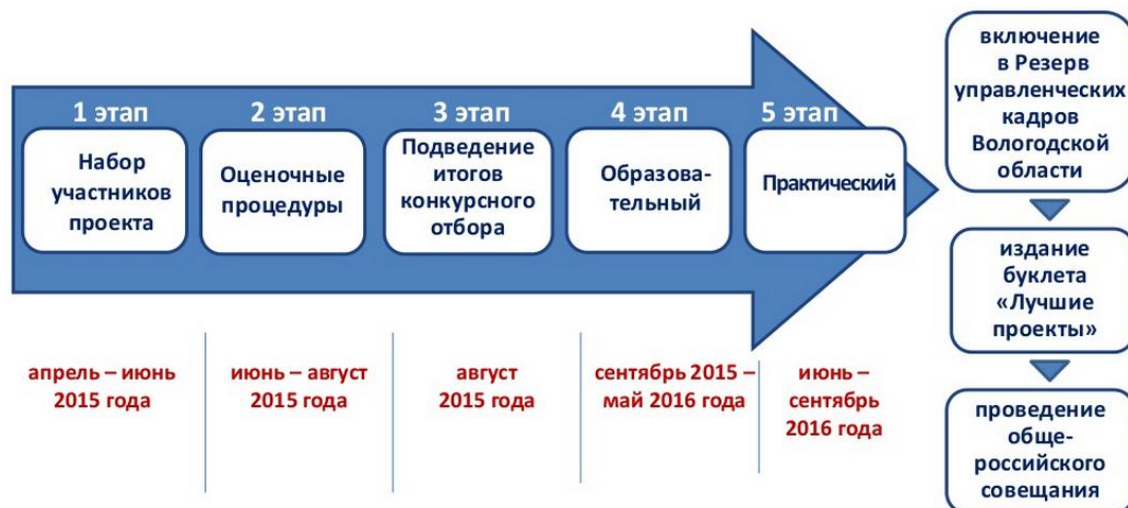 1 этап
Набор
участников
проекта
2 этап
Оценочные
процедуры
3 этап
Подведение
итогов
конкурсного
отбора
4 этап
Образова-
тельный
5 этап
Практический
апрель – июнь
2015 года
июнь – август
2015 года
август
2015 года
сентябрь 2015 –
май 2016 года
июнь –
сентябрь
2016 года
включение
в Резерв
управленческих
кадров
Вологодской
области
издание
буклета
«Лучшие
проекты»
проведение
обще-
российского
совещания